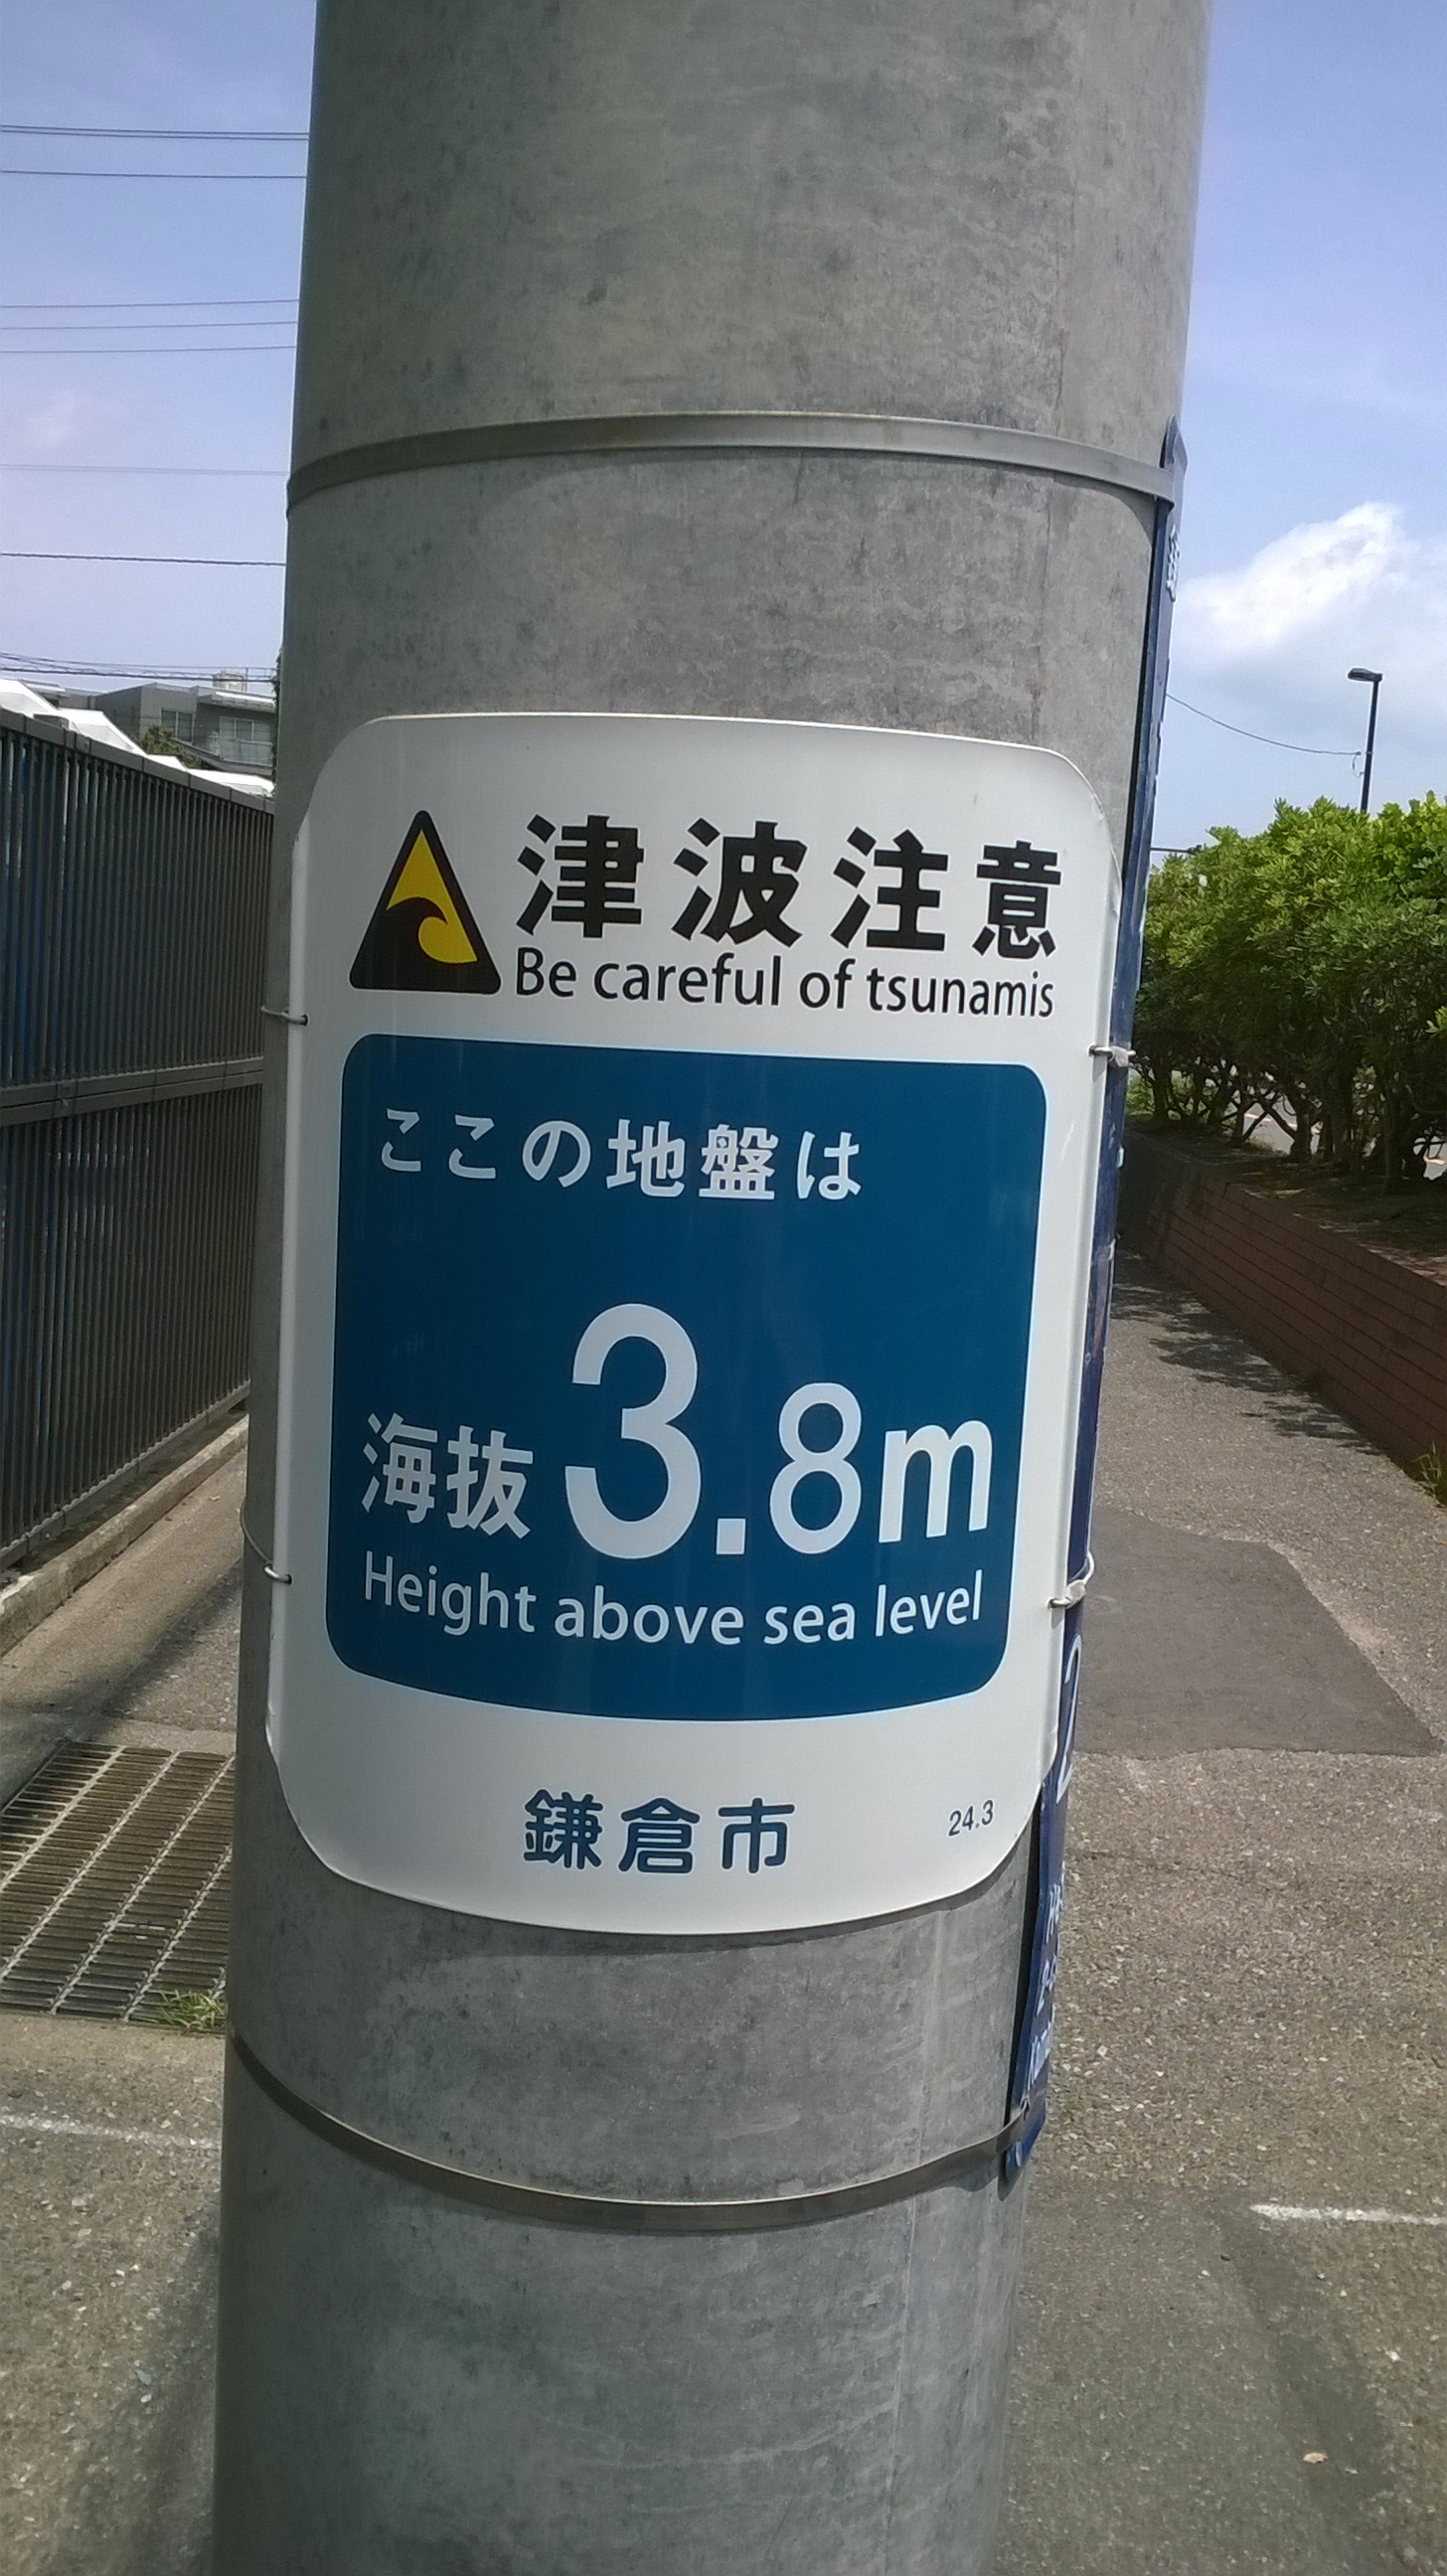 津波注意
Be careful of tsunamis
ここの地盤は
海抜 3.8m
Height above sea level
鎌倉市
24.3